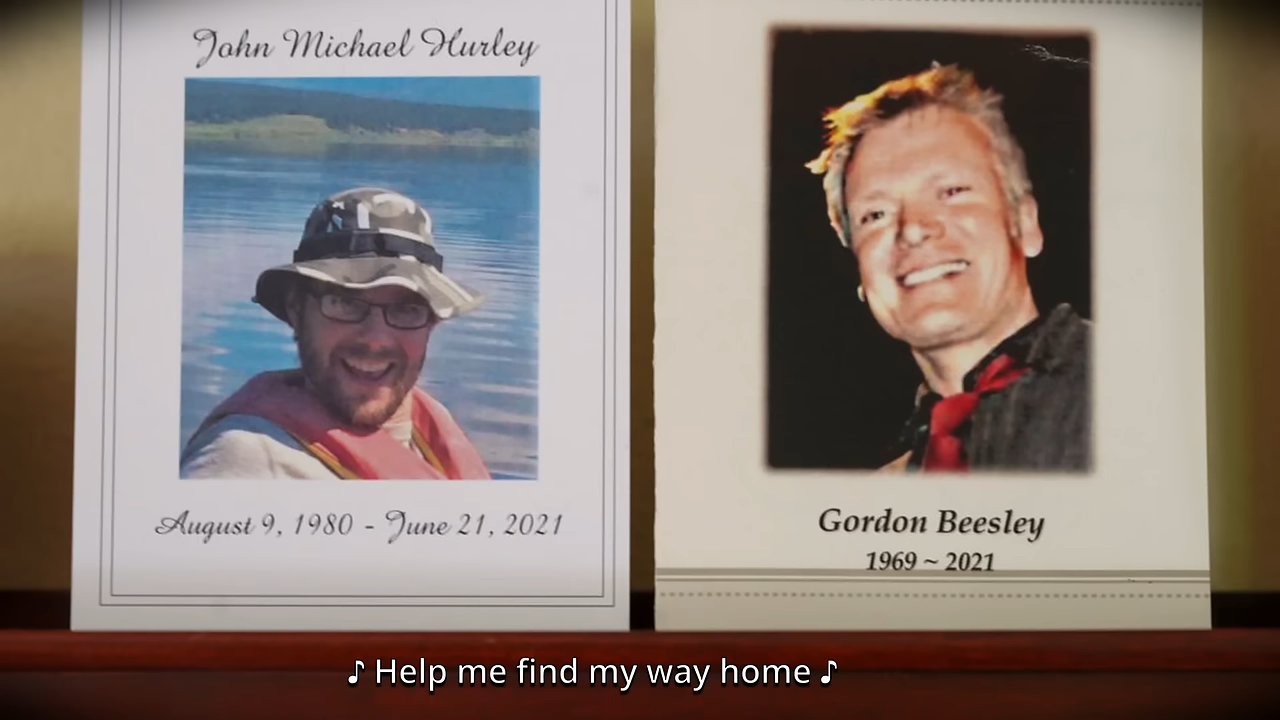 John Michael Hurley
August 9, 1980 - June 21, 2021
Gordon Beesley
1969 ~ 2021
♪ Help me find my way home ♪